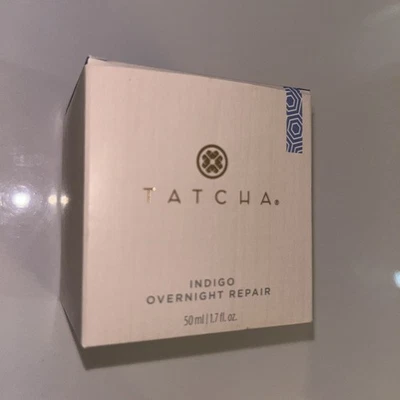 TATCHA®
INDIGO
OVERNIGHT REPAIR
50 ml | 1.7 fl. oz.